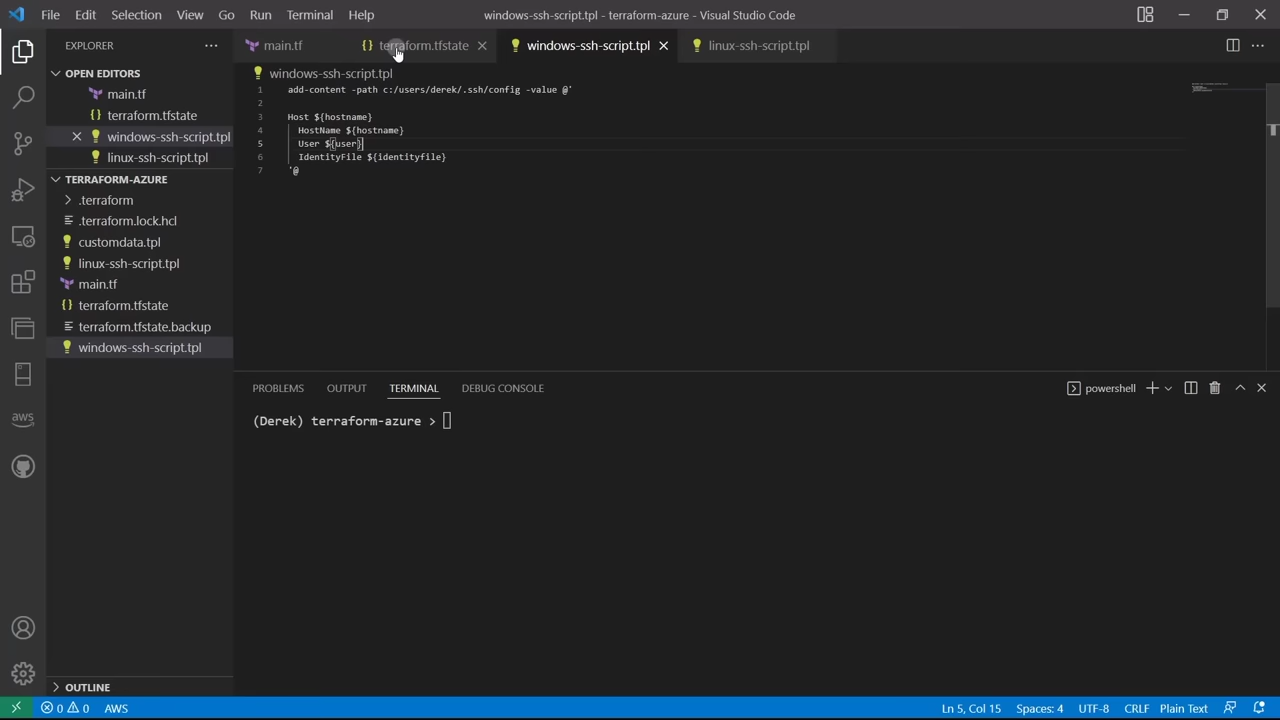 File Edit Selection View Go Run Terminal Help windows-ssh-script.tpl - terraform-azure - Visual Studio Code
EXPLORER
main.tf
terraform.tfstate
windows-ssh-script.tpl
linux-ssh-script.tpl
OPEN EDITORS
main.tf
terraform.tfstate
windows-ssh-script.tpl
linux-ssh-script.tpl
TERRAFORM-AZURE
.terraform
.terraform.lock.hcl
customdata.tpl
linux-ssh-script.tpl
main.tf
terraform.tfstate
terraform.tfstate.backup
windows-ssh-script.tpl
OUTLINE
aws
windows-ssh-script.tpl
1 add-content -path c:/users/derek/.ssh/config -value @'
2
3 Host ${hostname}
4 HostName ${hostname}
5 User ${user}
6 IdentityFile ${identityfile}
7 '@
PROBLEMS OUTPUT TERMINAL DEBUG CONSOLE powershell
(Derek) terraform-azure >
0 0 AWS Ln 5, Col 15 Spaces: 4 UTF-8 CRLF Plain Text